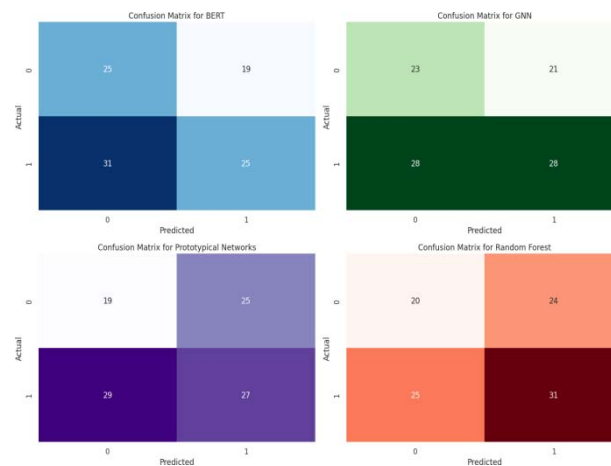 Confusion Matrix for BERT
0
25
19
Actual
1
31
25
0
1
Predicted
Confusion Matrix for GNN
0
23
21
Actual
1
28
28
0
1
Predicted
Confusion Matrix for Prototypical Networks
0
19
25
Actual
1
29
27
0
1
Predicted
Confusion Matrix for Random Forest
0
20
24
Actual
1
25
31
0
1
Predicted